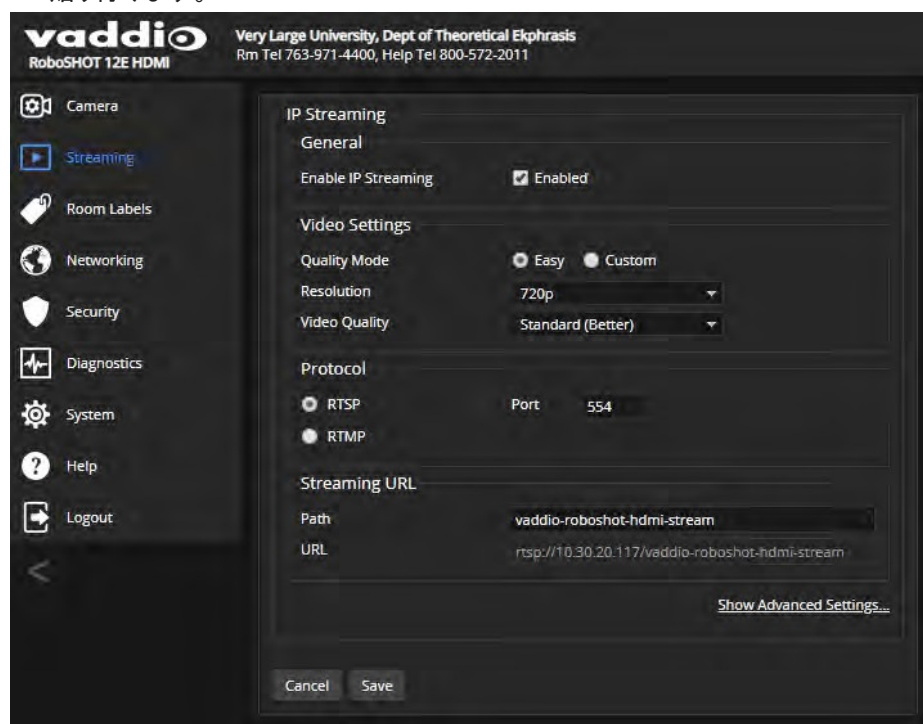 vaddio
RoboSHOT 12E HDMI
Very Large University, Dept of Theoretical Ekphrasis
Rm Tel 763-971-4400, Help Tel 800-572-2011
Camera
Streaming
Room Labels
Networking
Security
Diagnostics
System
Help
Logout
<
IP Streaming
General
Enable IP Streaming Enabled
Video Settings
Quality Mode Easy Custom
Resolution 720p
Video Quality Standard (Better)
Protocol
RTSP Port 554
RTMP
Streaming URL
Path vaddio-roboshot-hdmi-stream
URL rtsp://10.30.20.117/vaddio-roboshot-hdmi-stream
Show Advanced Settings...
Cancel Save